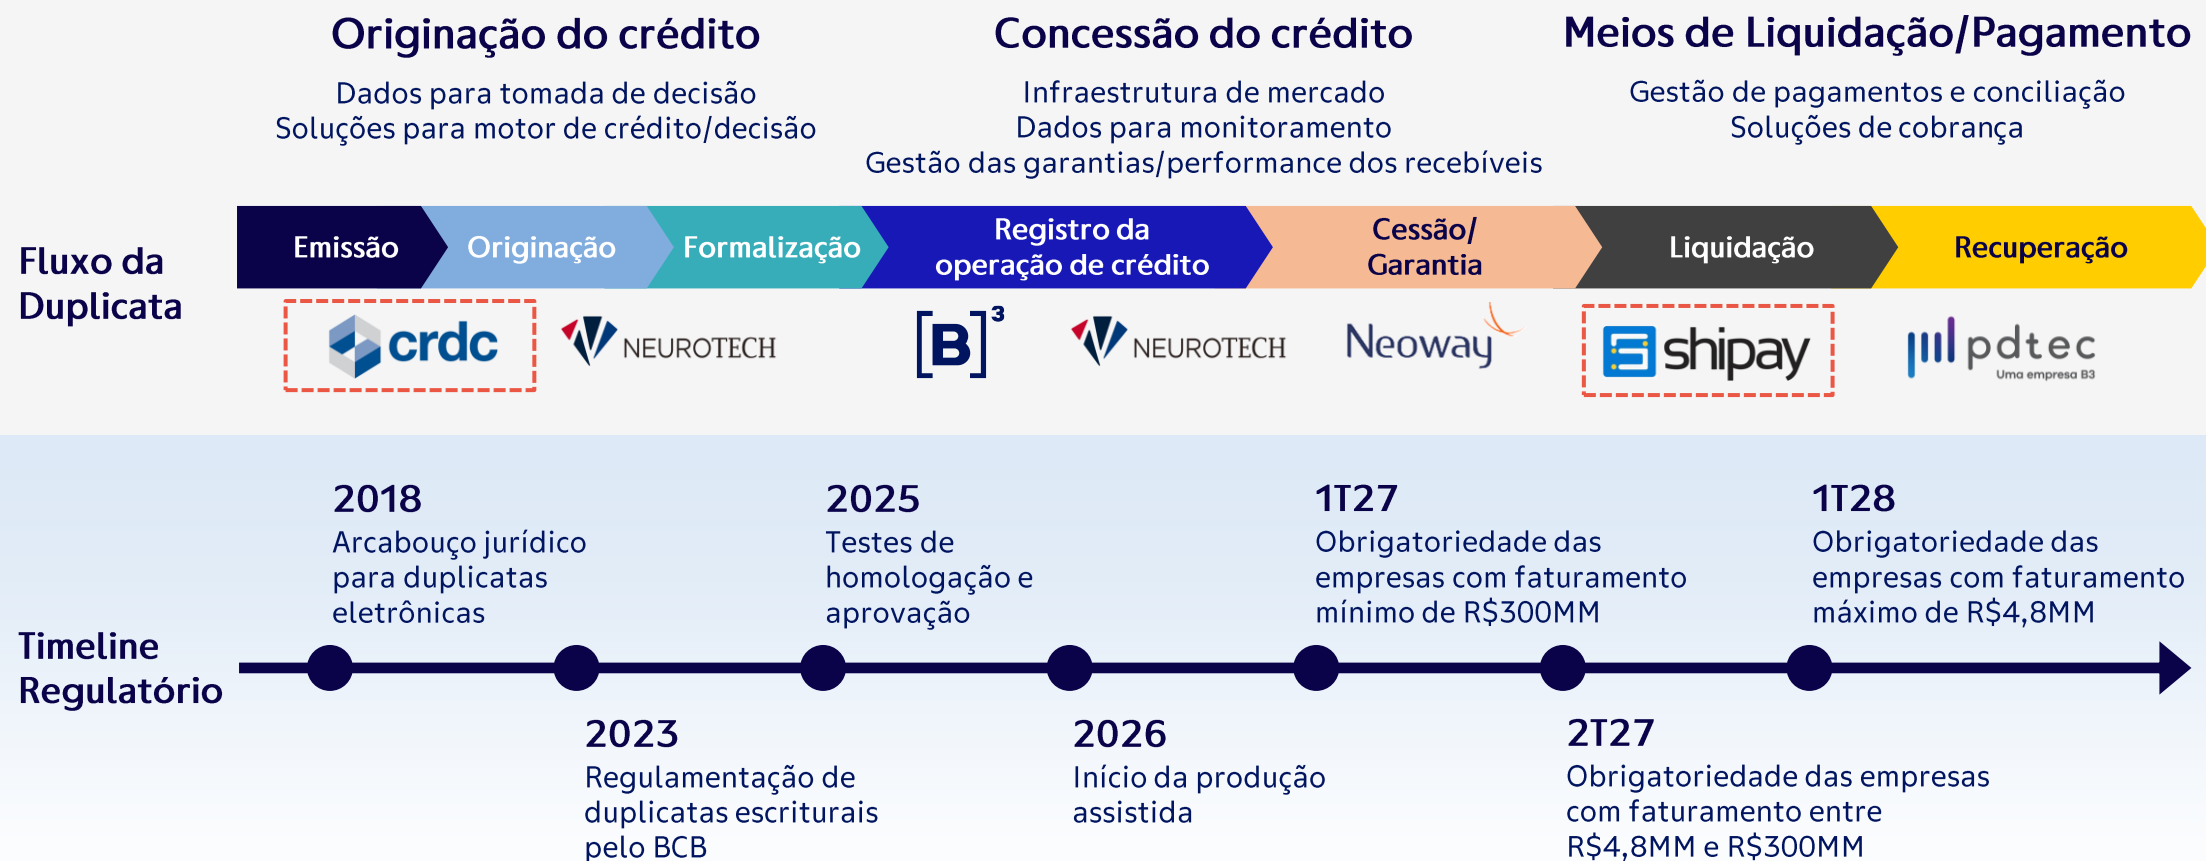 Originação do crédito
Dados para tomada de decisão
Soluções para motor de crédito/decisão
Concessão do crédito
Infraestrutura de mercado
Dados para monitoramento
Gestão das garantias/performance dos recebíveis
Meios de Liquidação/Pagamento
Gestão de pagamentos e conciliação
Soluções de cobrança
Fluxo da
Duplicata
Emissão
Originação
Formalização
Registro da
operação de crédito
Cessão/
Garantia
Liquidação
Recuperação
crdc
NEUROTECH
[B]³
NEUROTECH
Neoway
shipay
pdtec
Uma empresa B3
Timeline
Regulatório
2018
Arcabouço jurídico
para duplicatas
eletrônicas
2023
Regulamentação de
duplicatas escriturais
pelo BCB
2025
Testes de
homologação e
aprovação
2026
Início da produção
assistida
1T27
Obrigatoriedade das
empresas com faturamento
mínimo de R$300MM
2T27
Obrigatoriedade das empresas
com faturamento entre
R$4,8MM e R$300MM
1T28
Obrigatoriedade das
empresas com faturamento
máximo de R$4,8MM